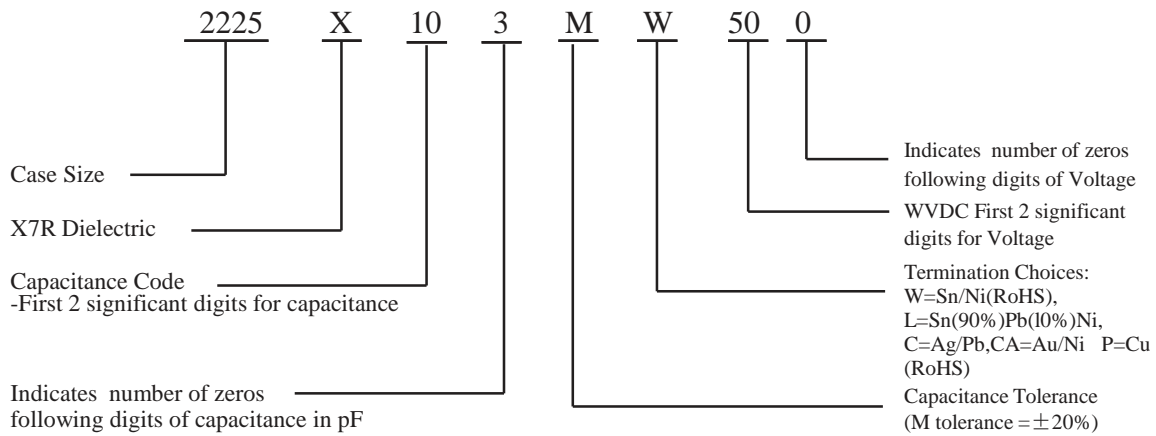 2225 X 10 3 M W 50 0
Case Size
X7R Dielectric
Capacitance Code
-First 2 significant digits for capacitance
Indicates number of zeros
following digits of capacitance in pF
Indicates number of zeros
following digits of Voltage
WVDC First 2 significant
digits for Voltage
Termination Choices:
W=Sn/Ni(RoHS),
L=Sn(90%)Pb(l0%)Ni,
C=Ag/Pb,CA=Au/Ni P=Cu
(RoHS)
Capacitance Tolerance
(M tolerance =±20%)